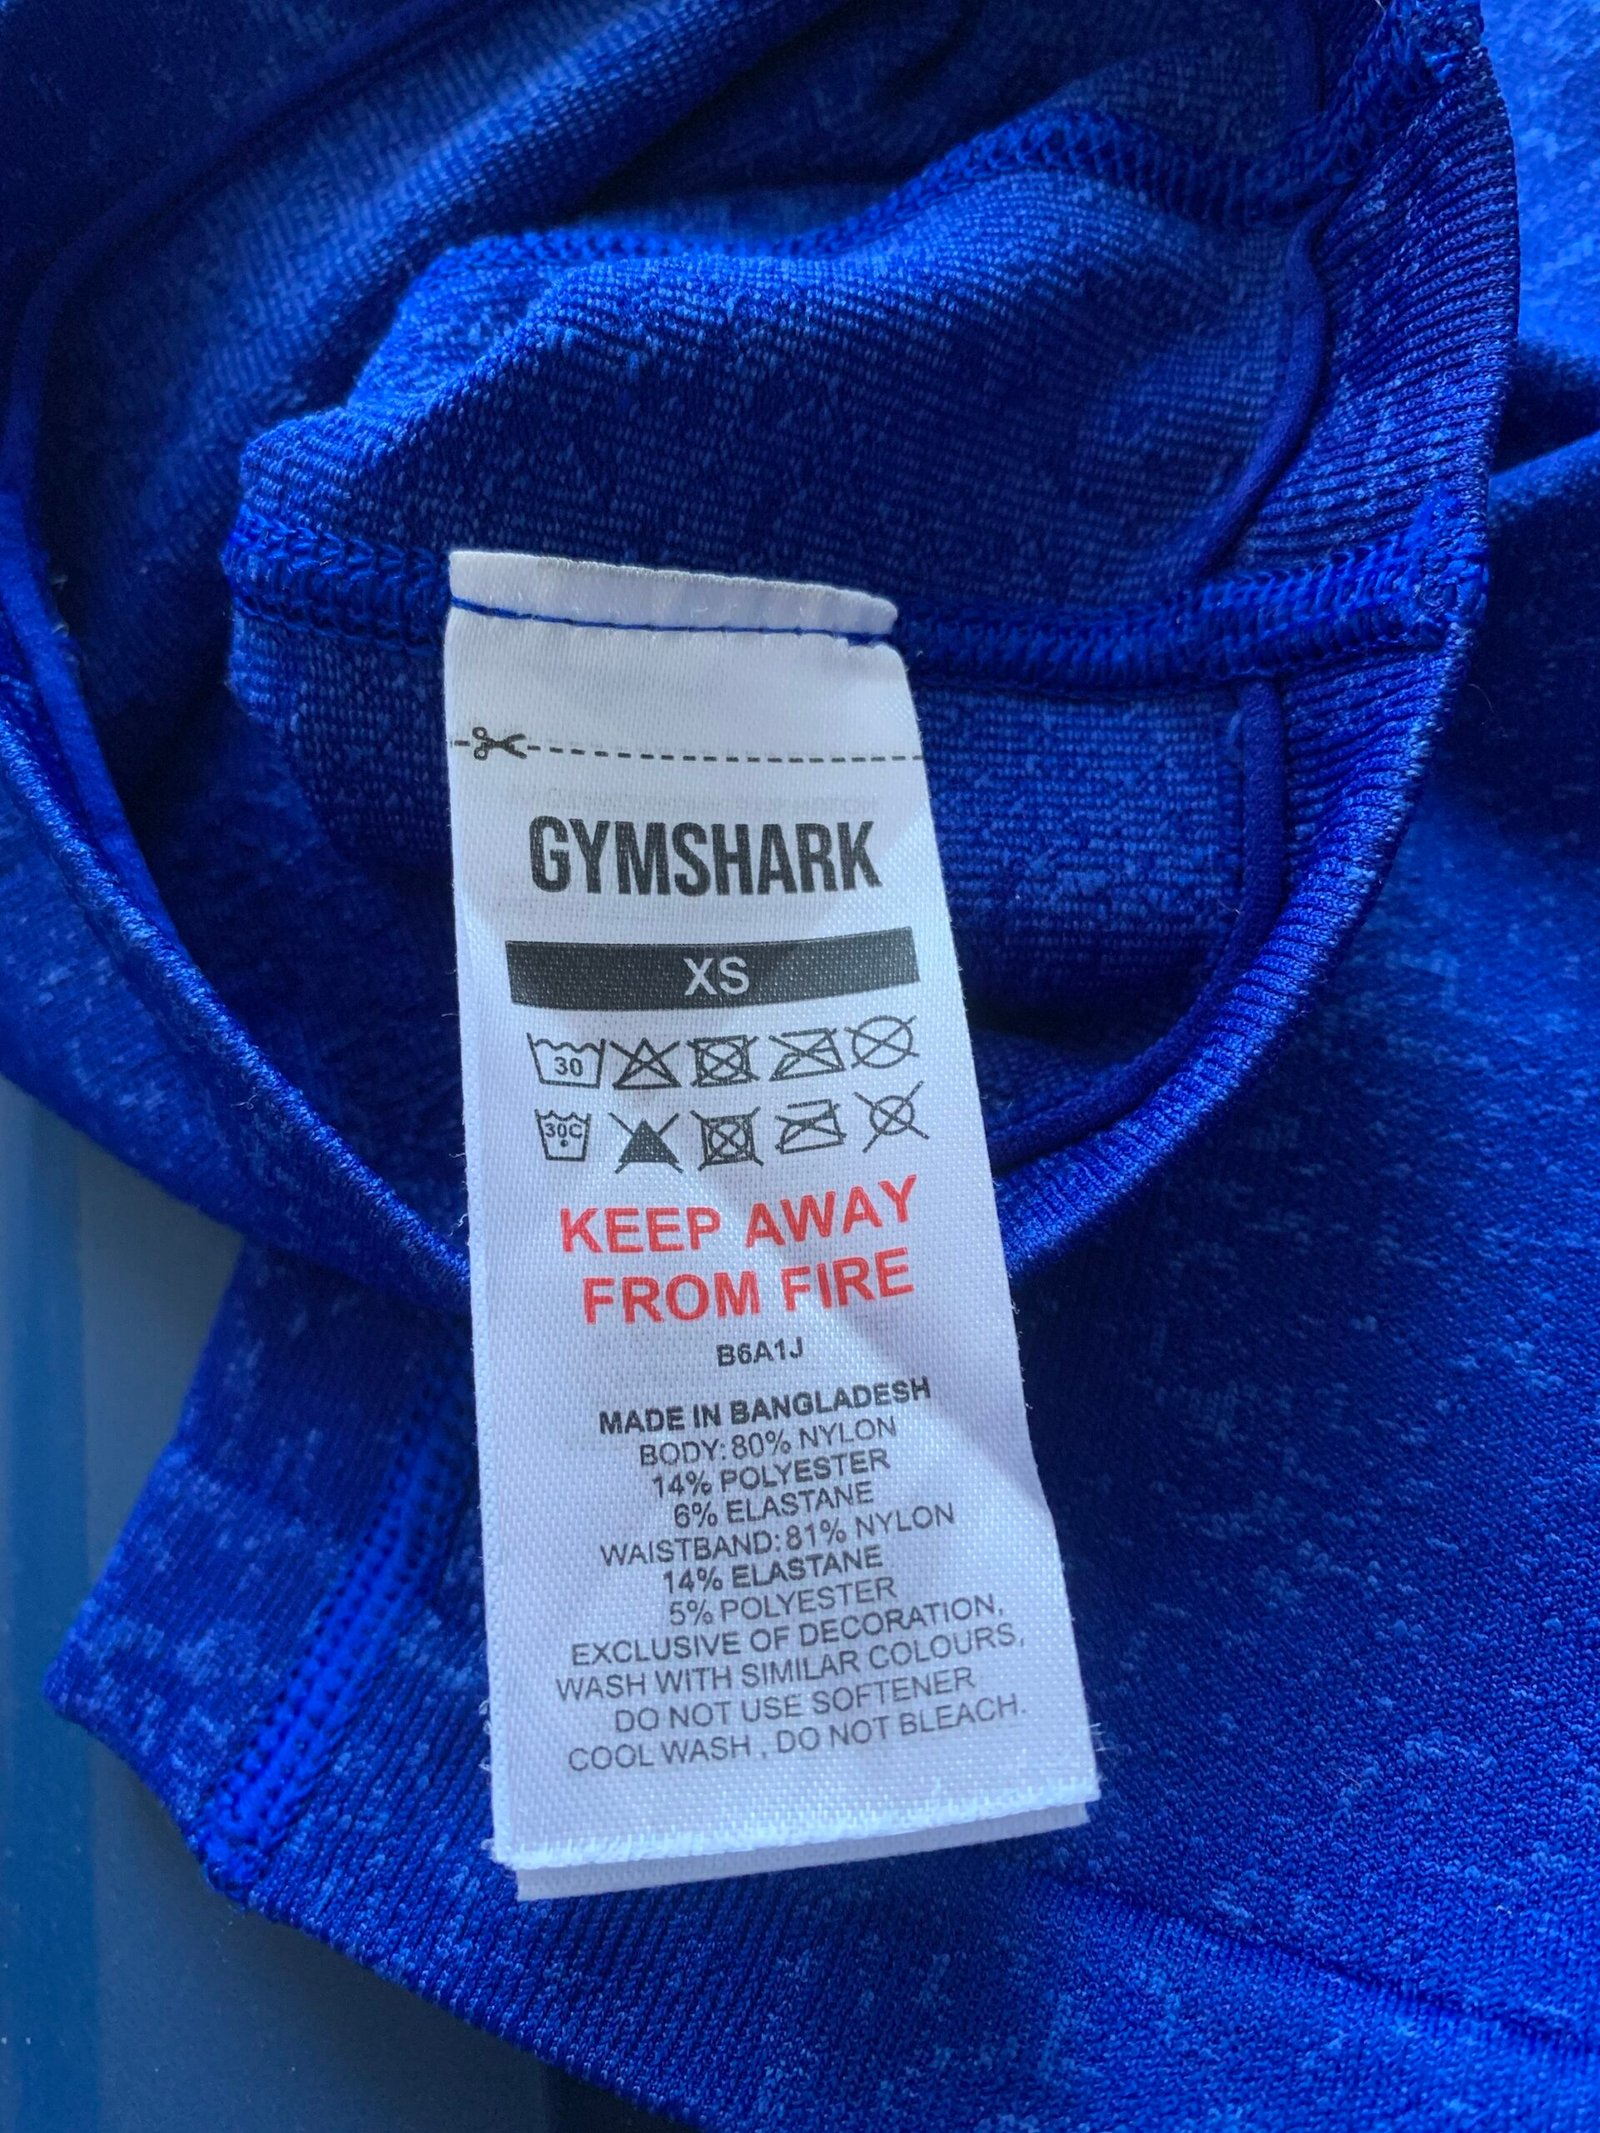 GYMSHARK
XS
30
30C
KEEP AWAY
FROM FIRE
B6A1J
MADE IN BANGLADESH
BODY: 80% NYLON
14% POLYESTER
6% ELASTANE
WAISTBAND: 81% NYLON
14% ELASTANE
5% POLYESTER
EXCLUSIVE OF DECORATION,
WASH WITH SIMILAR COLOURS,
DO NOT USE SOFTENER
COOL WASH , DO NOT BLEACH.